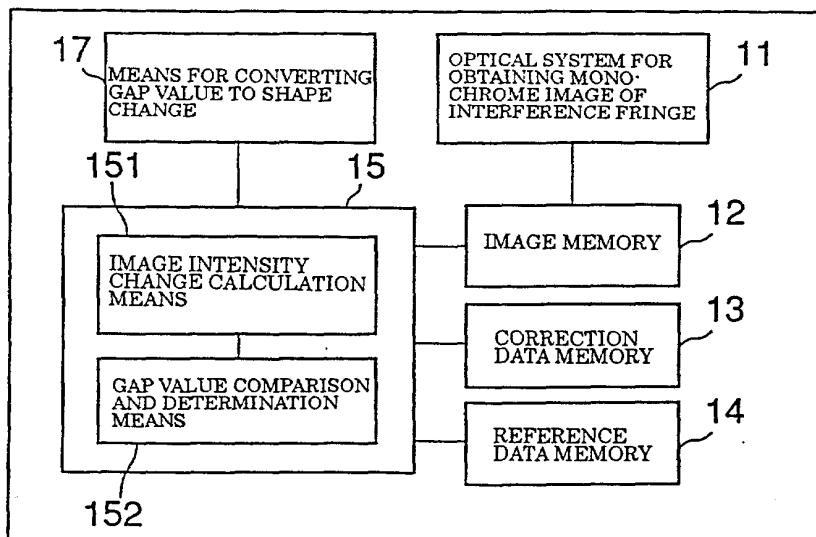 17
MEANS FOR CONVERTING
GAP VALUE TO SHAPE
CHANGE
OPTICAL SYSTEM FOR
OBTAINING MONO-
CHROME IMAGE OF
INTERFERENCE FRINGE
11
151
15
IMAGE INTENSITY
CHANGE CALCULATION
MEANS
IMAGE MEMORY
12
CORRECTION
DATA MEMORY
13
GAP VALUE COMPARISON
AND DETERMINATION
MEANS
REFERENCE
DATA MEMORY
14
152